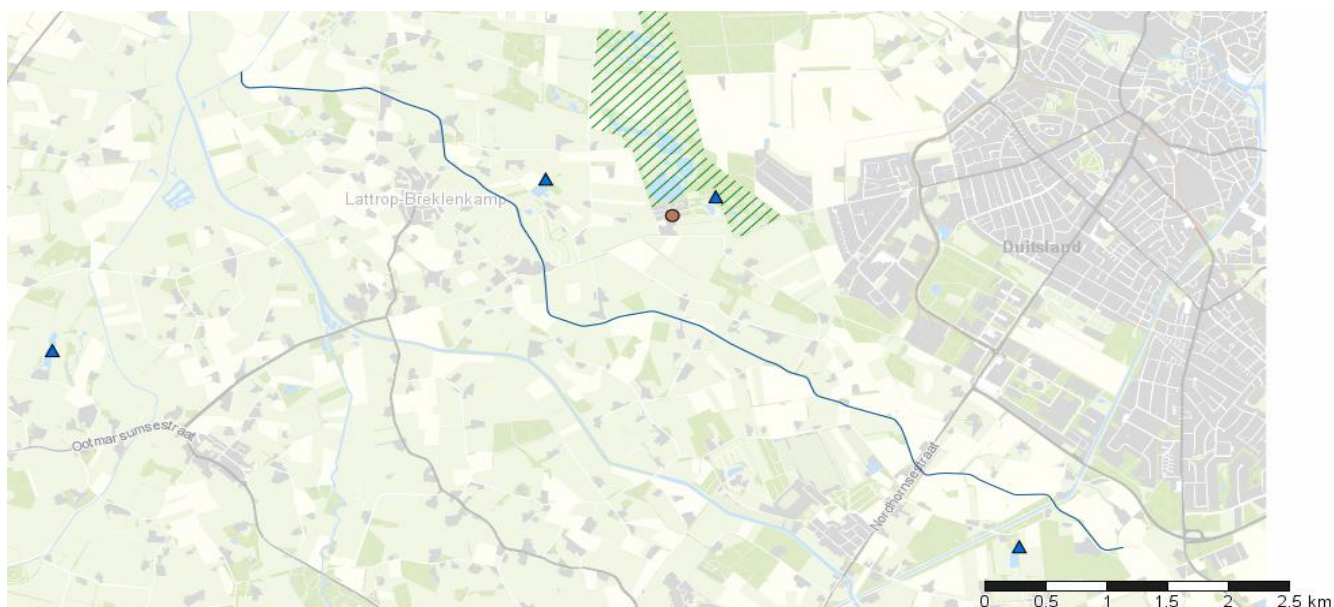 Lattrop-Breklenkamp
Duitsland
Ootmarsumsestraat
Nordhornsestraat
0 0.5 1 1.5 2 2.5 km